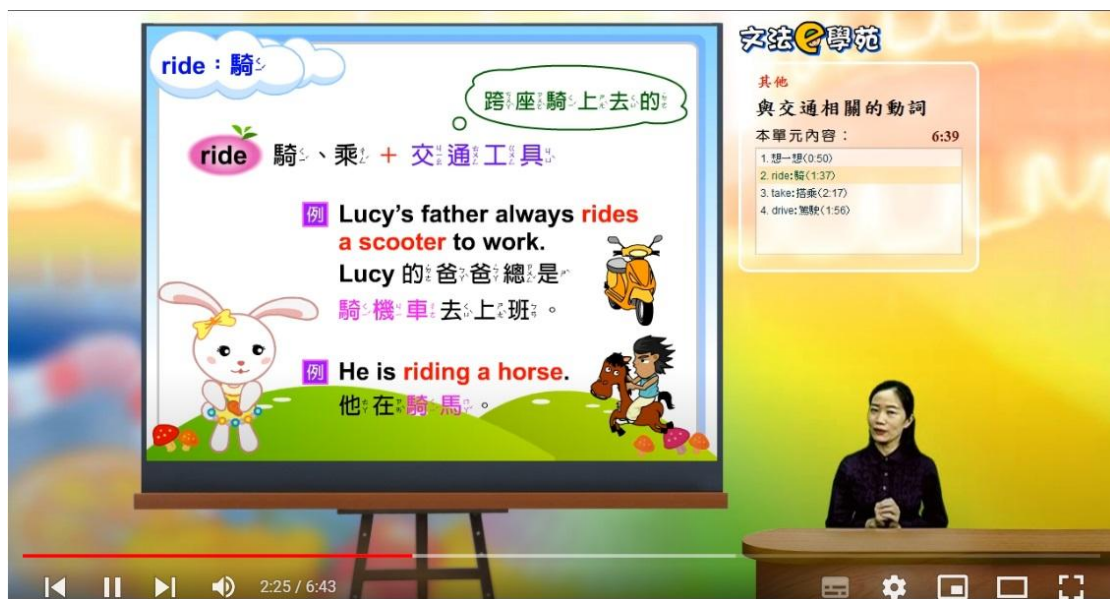 ride：騎
跨座騎上去的
ride 騎、乘 + 交通工具
例 Lucy's father always rides
a scooter to work.
Lucy 的爸爸總是
騎機車去上班。
例 He is riding a horse.
他在騎馬。
文法e學苑
其他
與交通相關的動詞
本單元內容： 6:39
1. 想一想(0:50)
2. ride:騎(1:37)
3. take:搭乘(2:17)
4. drive:駕駛(1:56)
2:25 / 6:43